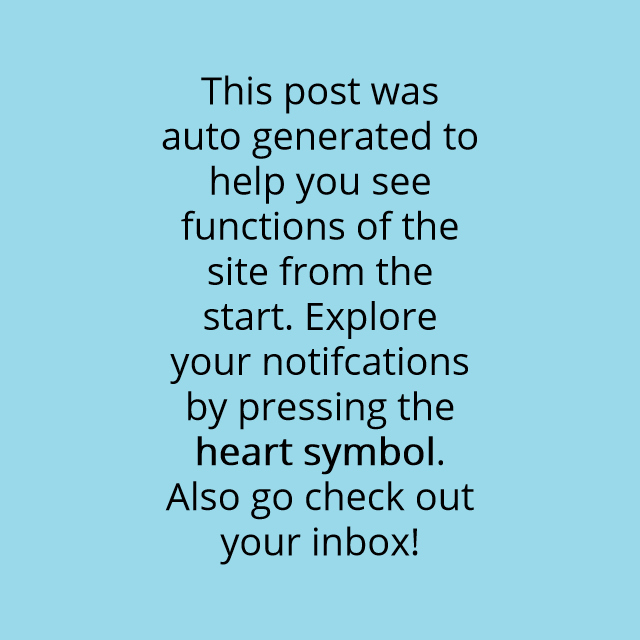 This post was
auto generated to
help you see
functions of the
site from the
start. Explore
your notifcations
by pressing the
heart symbol.
Also go check out
your inbox!